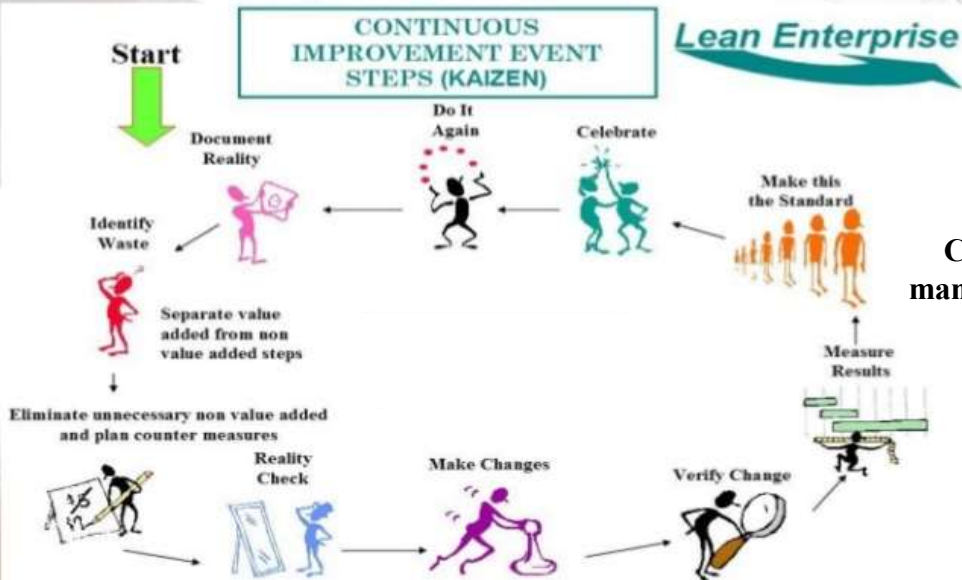 CONTINUOUS
IMPROVEMENT EVENT
STEPS (KAIZEN)
Lean Enterprise
Start
Document
Reality
Do It
Again
Celebrate
Make this
the Standard
Identify
Waste
Separate value
added from non
value added steps
Eliminate unnecessary non value added
and plan counter measures
Reality
Check
Make Changes
Verify Change
Measure
Results
C
man